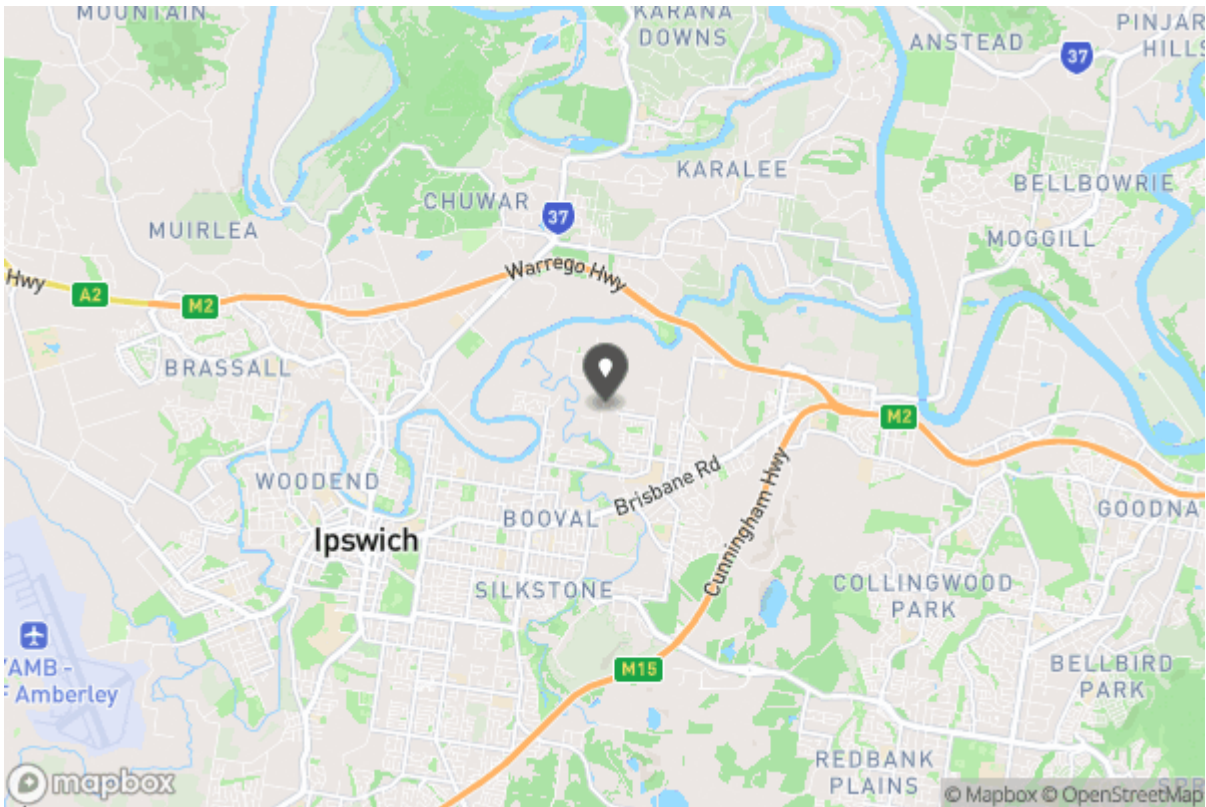 MOUNTAIN
KARANA
DOWNS
ANSTEAD
PINJAR
HILLS
37
KARALEE
BELLBOWRIE
CHUWAR
37
MUIRLEA
MOGGILL
Warrego Hwy
Hwy
A2
M2
BRASSALL
M2
WOODEND
Brisbane Rd
GOODNA
BOOVAL
Ipswich
Cunningham Hwy
SILKSTONE
COLLINGWOOD
PARK
YAMB -
F Amberley
M15
BELLBIRD
PARK
REDBANK
PLAINS
mapbox
© Mapbox © OpenStreetMap